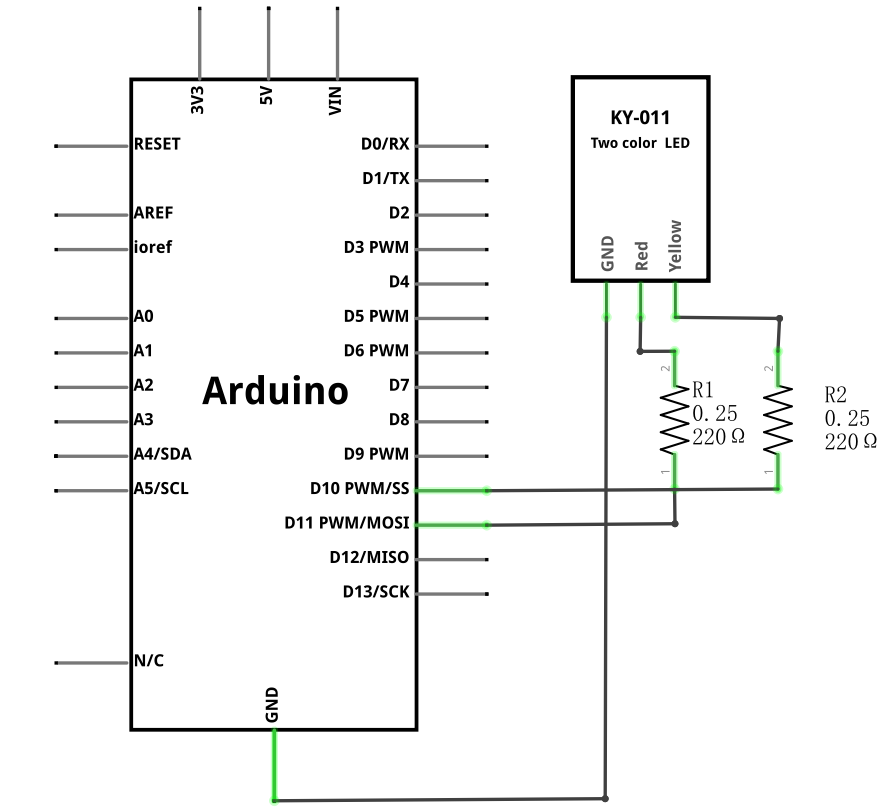 3V3
5V
VIN
RESET
AREF
ioref
A0
A1
A2
A3
A4/SDA
A5/SCL
N/C
Arduino
D0/RX
D1/TX
D2
D3 PWM
D4
D5 PWM
D6 PWM
D7
D8
D9 PWM
D10 PWM/SS
D11 PWM/MOSI
D12/MISO
D13/SCK
GND
KY-011
Two color LED
GND
Red
Yellow
2
R1
0.25
220Ω
1
2
R2
0.25
220Ω
1